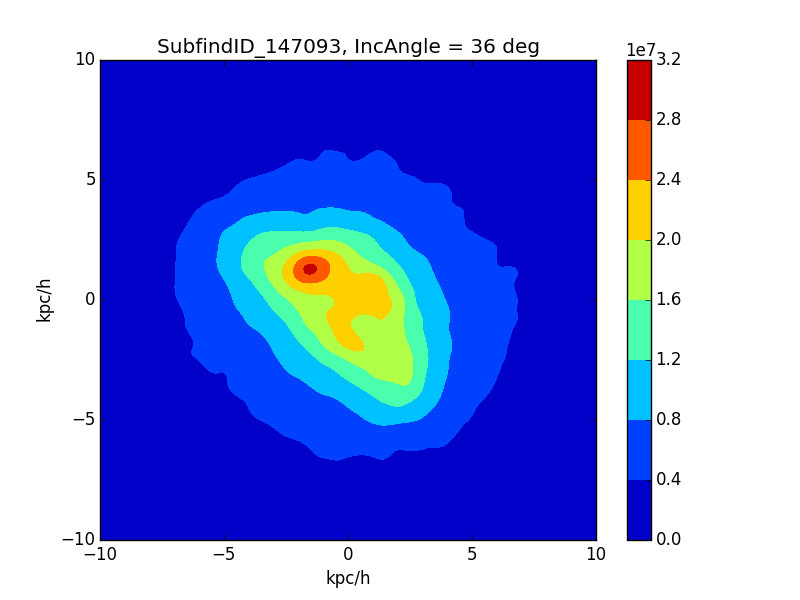 SubfindID_147093, IncAngle = 36 deg
1e7
10
5
0
−5
−10
kpc/h
−10 −5 0 5 10
kpc/h
3.2
2.8
2.4
2.0
1.6
1.2
0.8
0.4
0.0